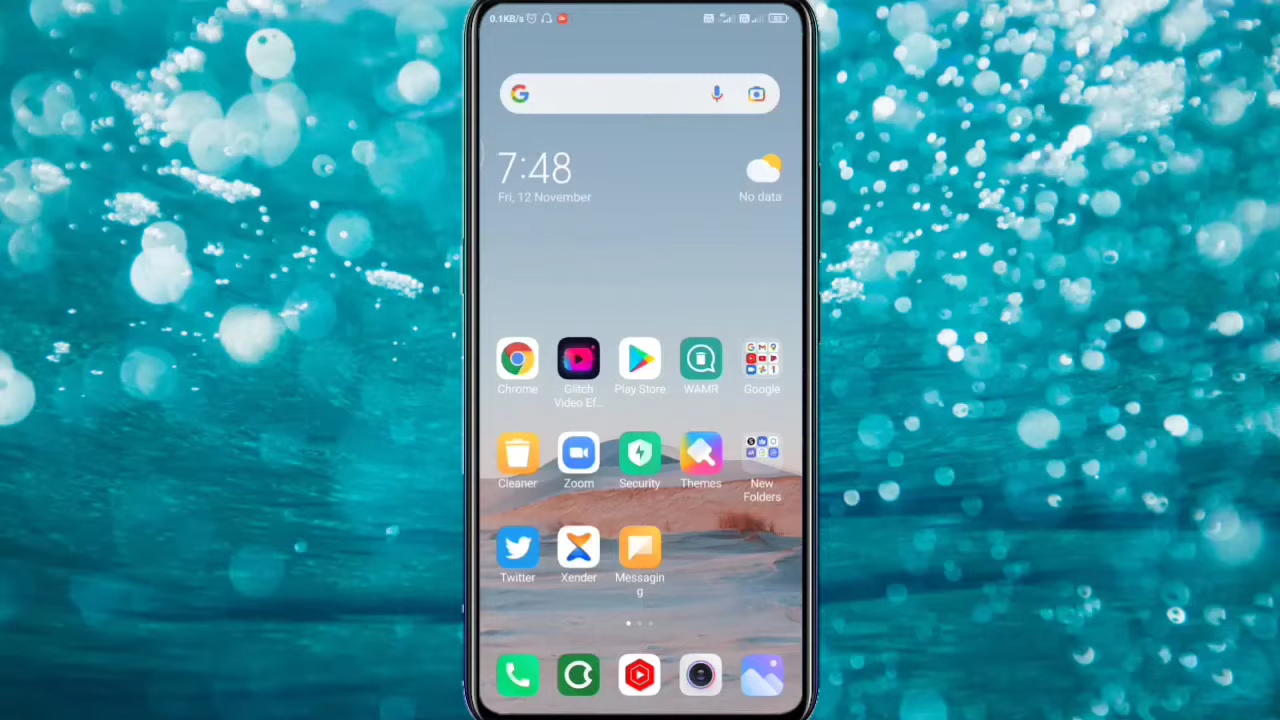 0.1KB/s
7:48
Fri, 12 November
No data
Chrome
Glitch
Video Ef...
Play Store
WAMR
Google
Cleaner
Zoom
Security
Themes
New
Folders
Twitter
Xender
Messagin
g